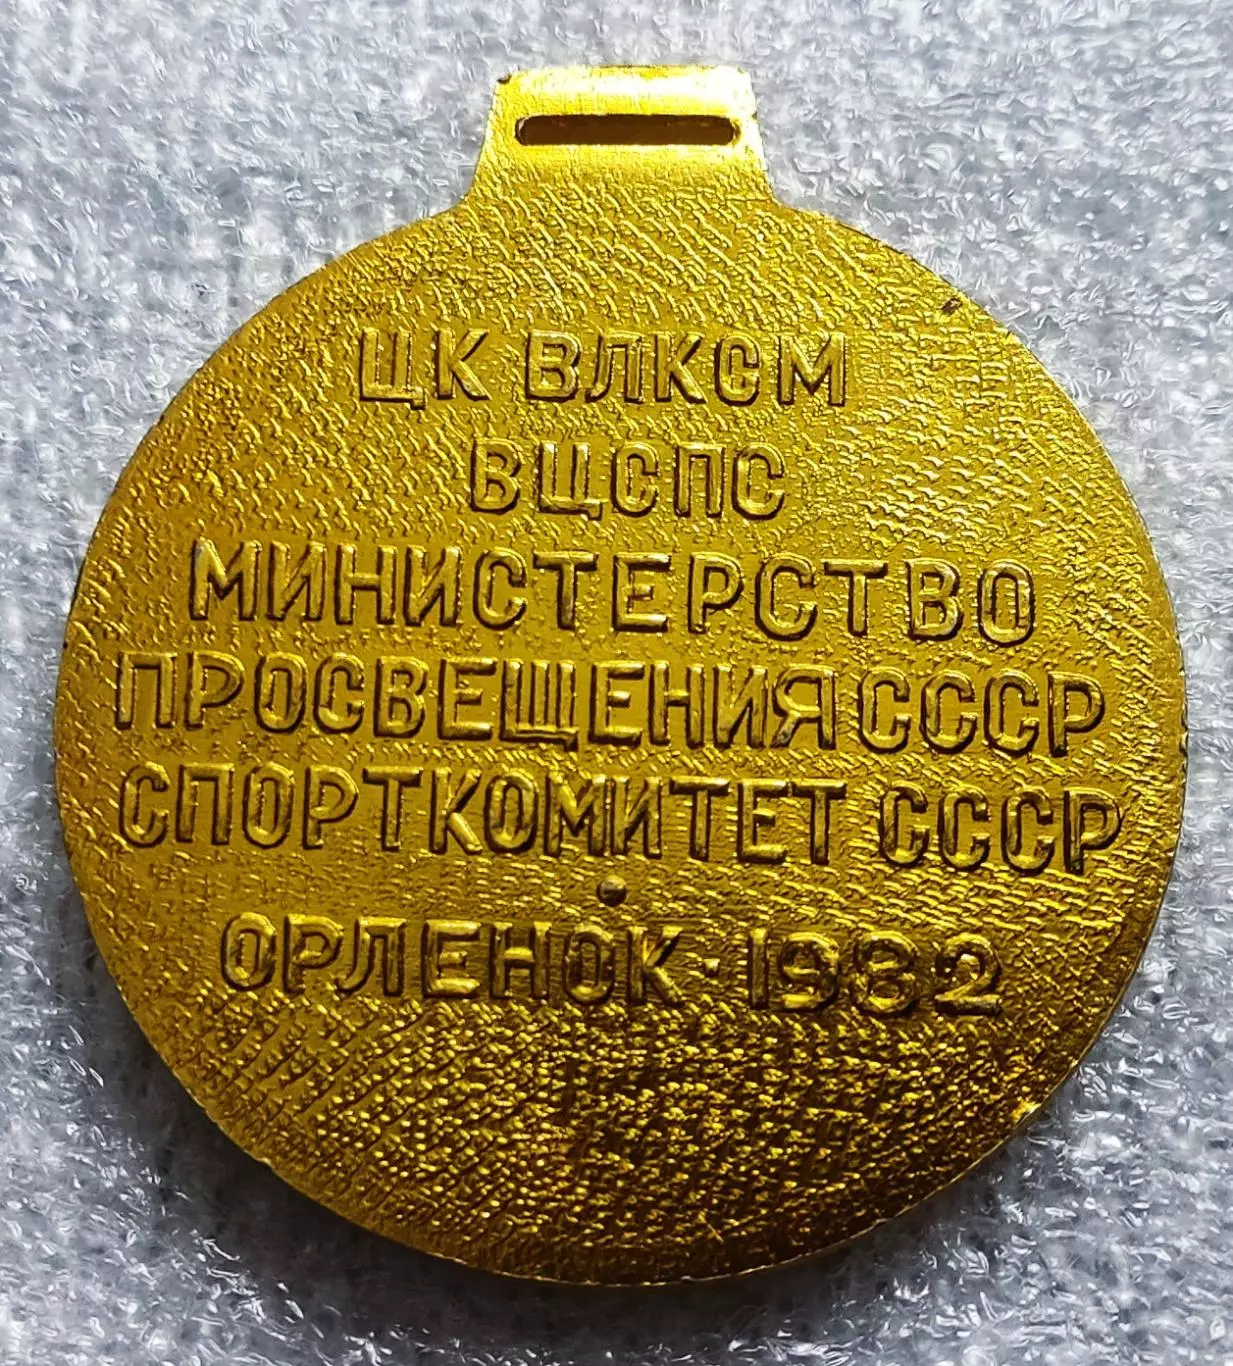 ЦК ВЛКСМ
ВЦСПС
МИНИСТЕРСТВО
ПРОСВЕЩЕНИЯ СССР
СПОРТКОМИТЕТ СССР
ОРЛЕНОК · 1982